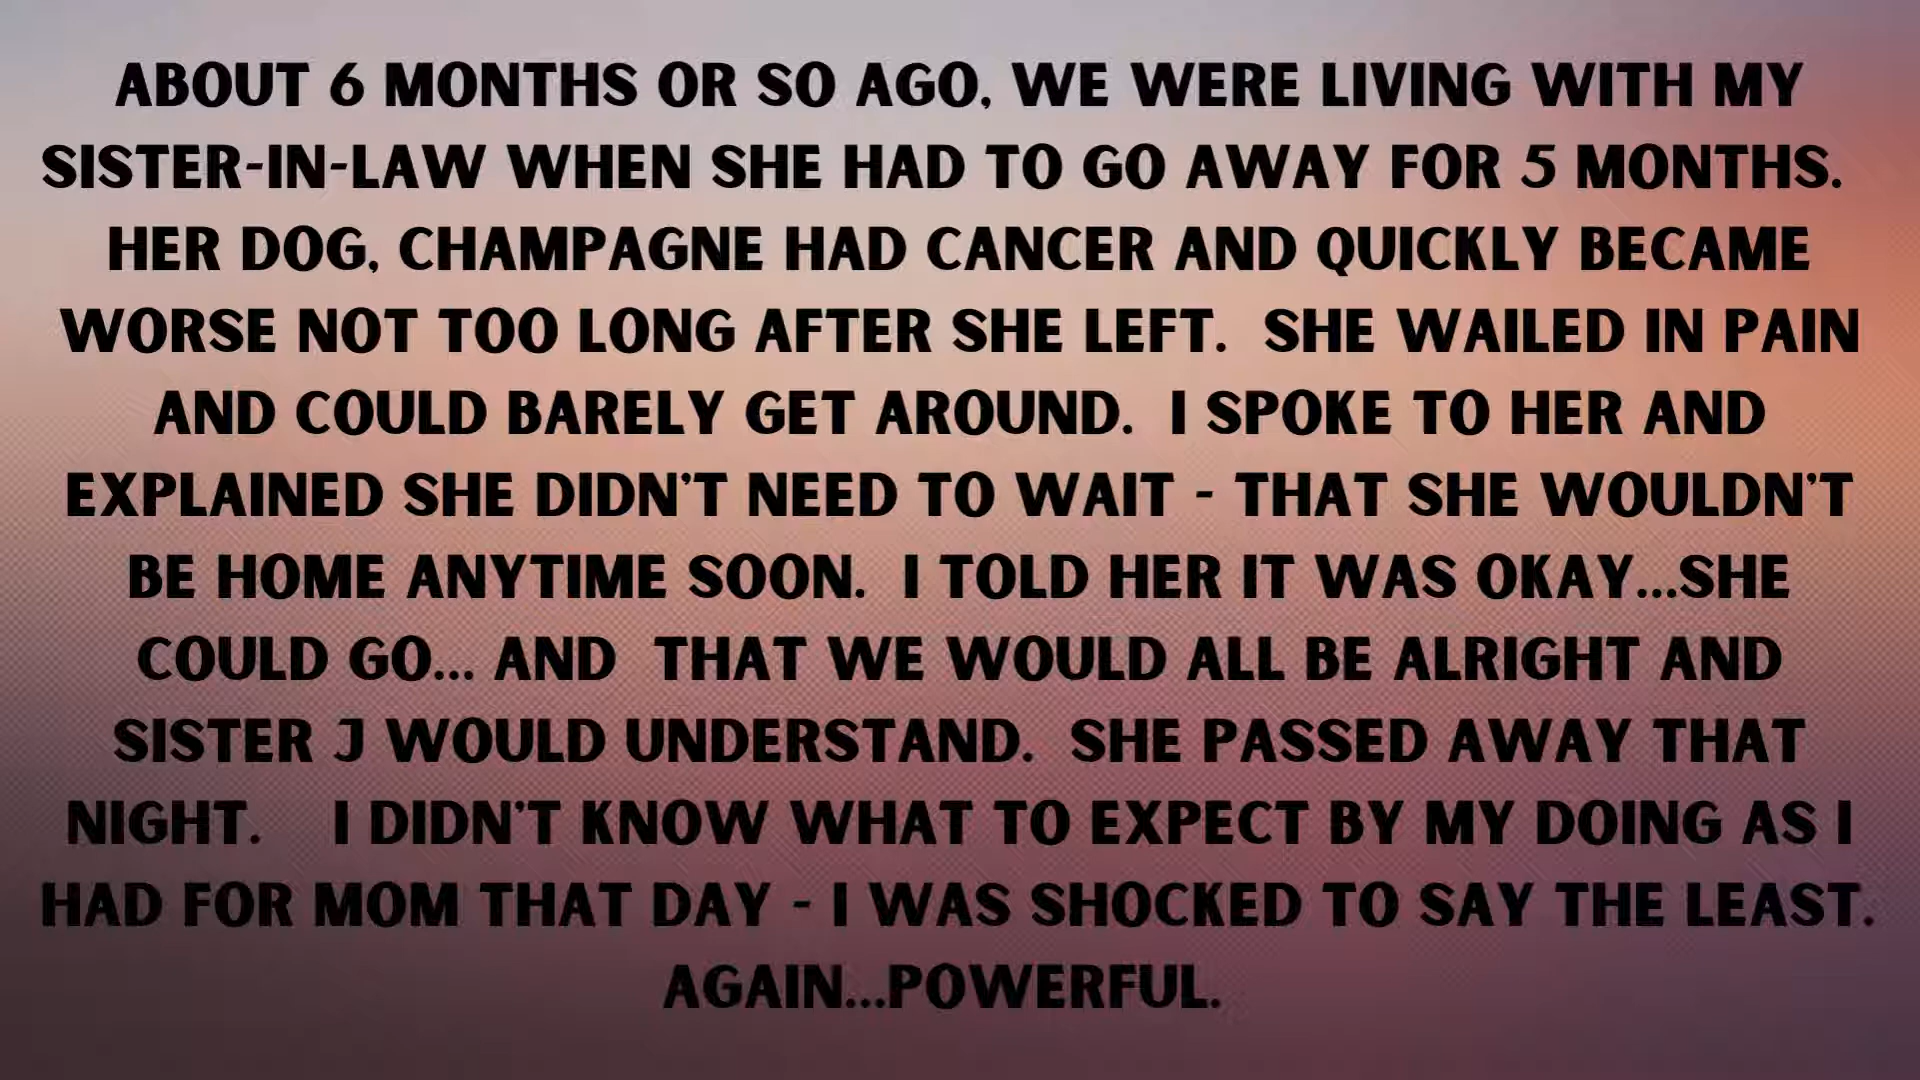 ABOUT 6 MONTHS OR SO AGO, WE WERE LIVING WITH MY
SISTER-IN-LAW WHEN SHE HAD TO GO AWAY FOR 5 MONTHS.
HER DOG, CHAMPAGNE HAD CANCER AND QUICKLY BECAME
WORSE NOT TOO LONG AFTER SHE LEFT. SHE WAILED IN PAIN
AND COULD BARELY GET AROUND. I SPOKE TO HER AND
EXPLAINED SHE DIDN'T NEED TO WAIT - THAT SHE WOULDN'T
BE HOME ANYTIME SOON. I TOLD HER IT WAS OKAY...SHE
COULD GO... AND THAT WE WOULD ALL BE ALRIGHT AND
SISTER J WOULD UNDERSTAND. SHE PASSED AWAY THAT
NIGHT. I DIDN'T KNOW WHAT TO EXPECT BY MY DOING AS I
HAD FOR MOM THAT DAY - I WAS SHOCKED TO SAY THE LEAST.
AGAIN...POWERFUL.